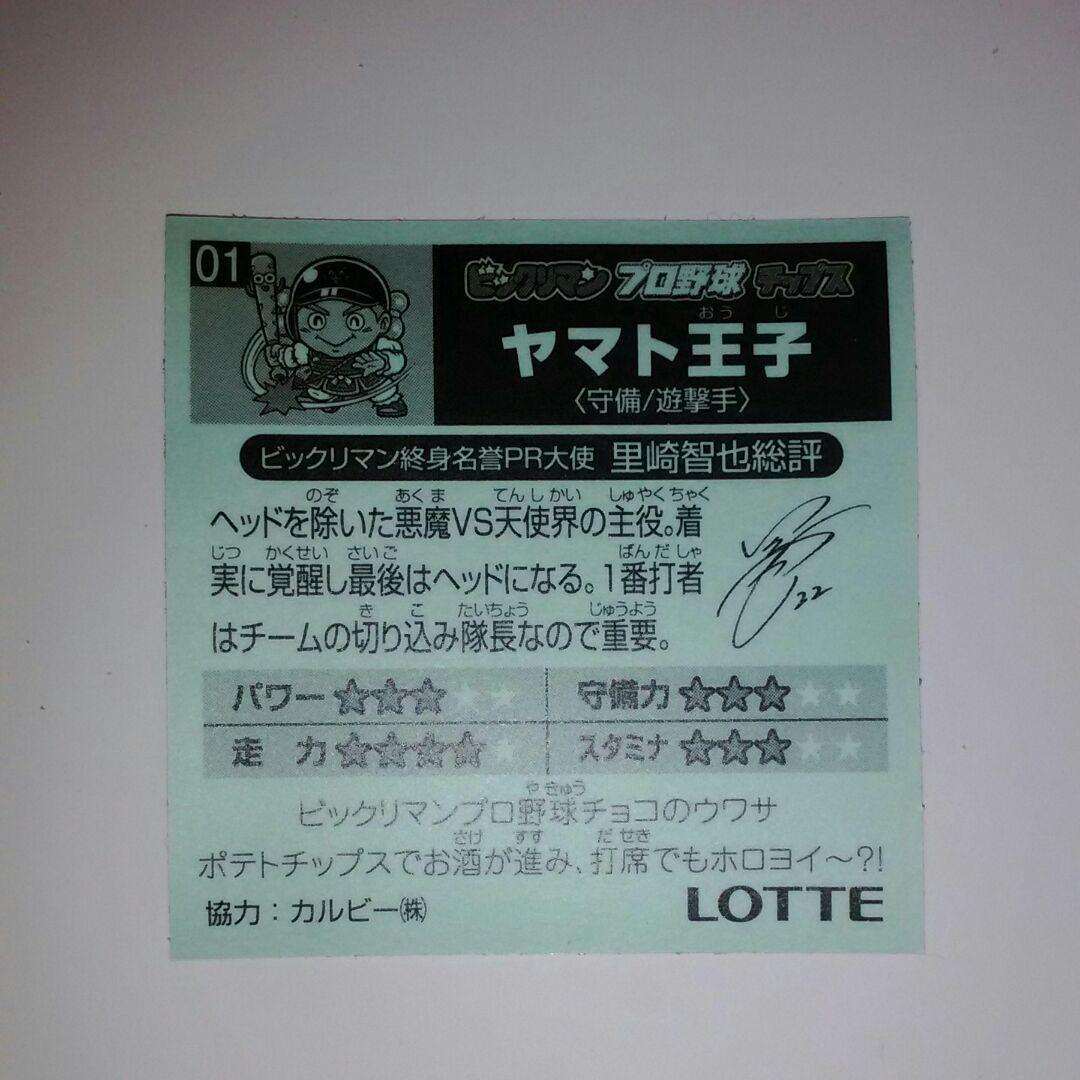 01
ビックリマン プロ野球 チップス
おうじ
ヤマト王子
〈守備/遊撃手〉
ビックリマン終身名誉PR大使 里崎智也総評
のぞ あくま てんしかい しゅやく ちゃく
ヘッドを除いた悪魔VS天使界の主役。着
じつ かくせい さいご ばんだしゃ
実に覚醒し最後はヘッドになる。1番打者
き こ たいちょう じゅうよう
はチームの切り込み隊長なので重要。
22
パワー ★★★★★ 守備力 ★★★★★
走力 ★★★★★ スタミナ ★★★★★
やきゅう
ビックリマンプロ野球チョコのウワサ
さけ すす だせき
ポテトチップスでお酒が進み、打席でもホロヨイ〜?!
協力:カルビー㈱
LOTTE